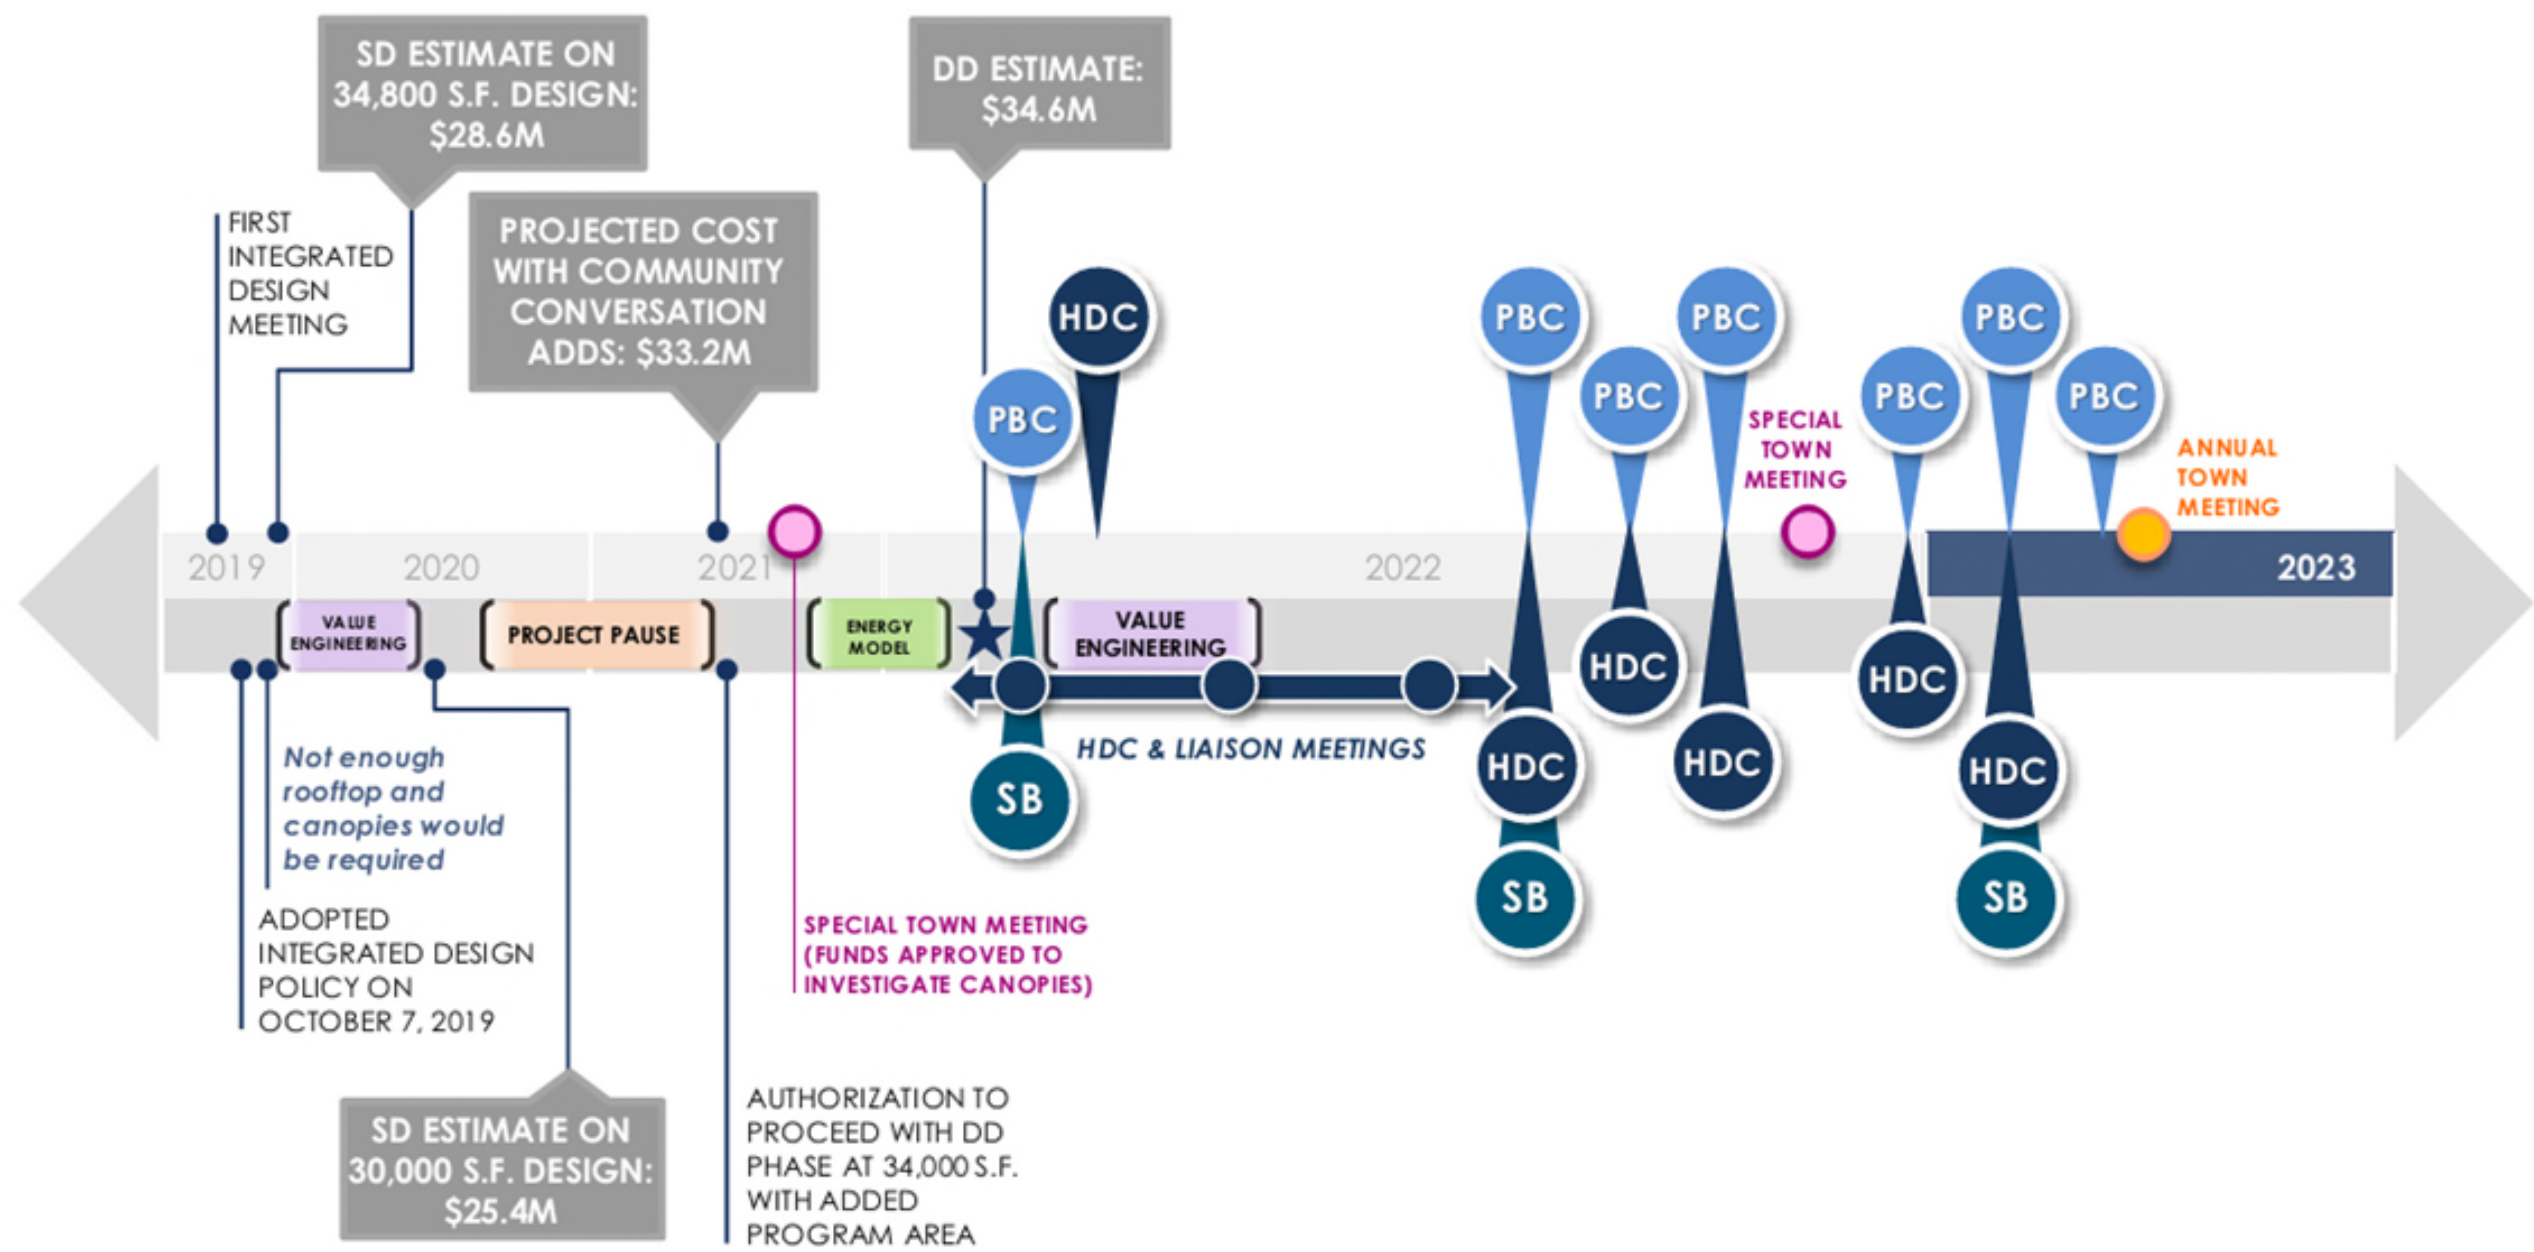 SD ESTIMATE ON
34,800 S.F. DESIGN:
$28.6M
DD ESTIMATE:
$34.6M
FIRST
INTEGRATED
DESIGN
MEETING
PROJECTED COST
WITH COMMUNITY
CONVERSATION
ADDS: $33.2M
PBC
HDC
PBC
PBC
PBC
PBC
PBC
PBC
SPECIAL
TOWN
MEETING
ANNUAL
TOWN
MEETING
2019
2020
2021
2022
2023
VALUE
ENGINEERING
PROJECT PAUSE
ENERGY
MODEL
VALUE
ENGINEERING
HDC
HDC
HDC
HDC
HDC
HDC & LIAISON MEETINGS
SB
SB
SB
Not enough
rooftop and
canopies would
be required
ADOPTED
INTEGRATED DESIGN
POLICY ON
OCTOBER 7, 2019
SPECIAL TOWN MEETING
(FUNDS APPROVED TO
INVESTIGATE CANOPIES)
SD ESTIMATE ON
30,000 S.F. DESIGN:
$25.4M
AUTHORIZATION TO
PROCEED WITH DD
PHASE AT 34,000 S.F.
WITH ADDED
PROGRAM AREA